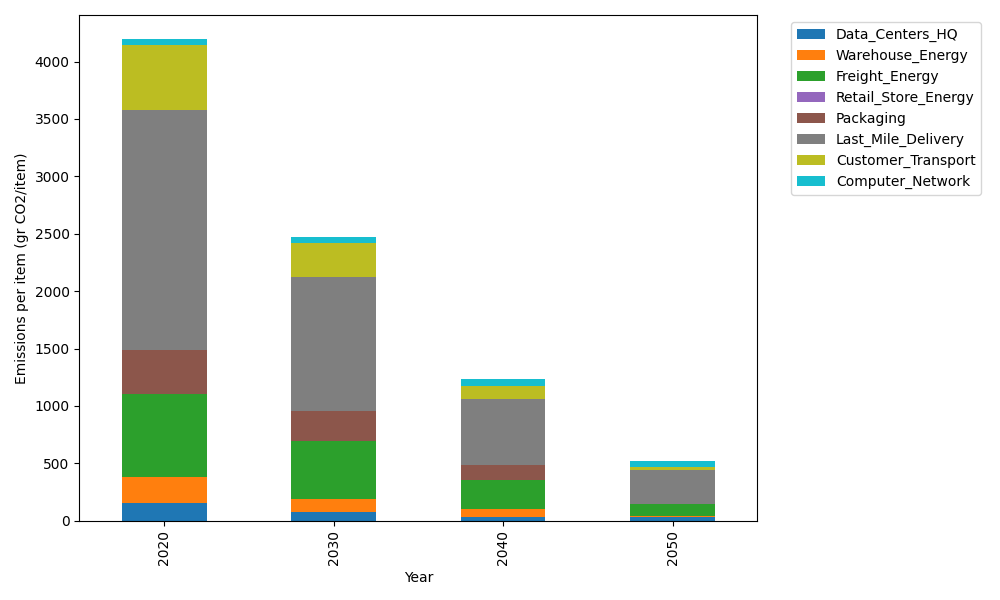 Data_Centers_HQ
Warehouse_Energy
Freight_Energy
Retail_Store_Energy
Packaging
Last_Mile_Delivery
Customer_Transport
Computer_Network
Emissions per item (gr CO2/item)
4000
3500
3000
2500
2000
1500
1000
500
0
2020
2030
2040
2050
Year